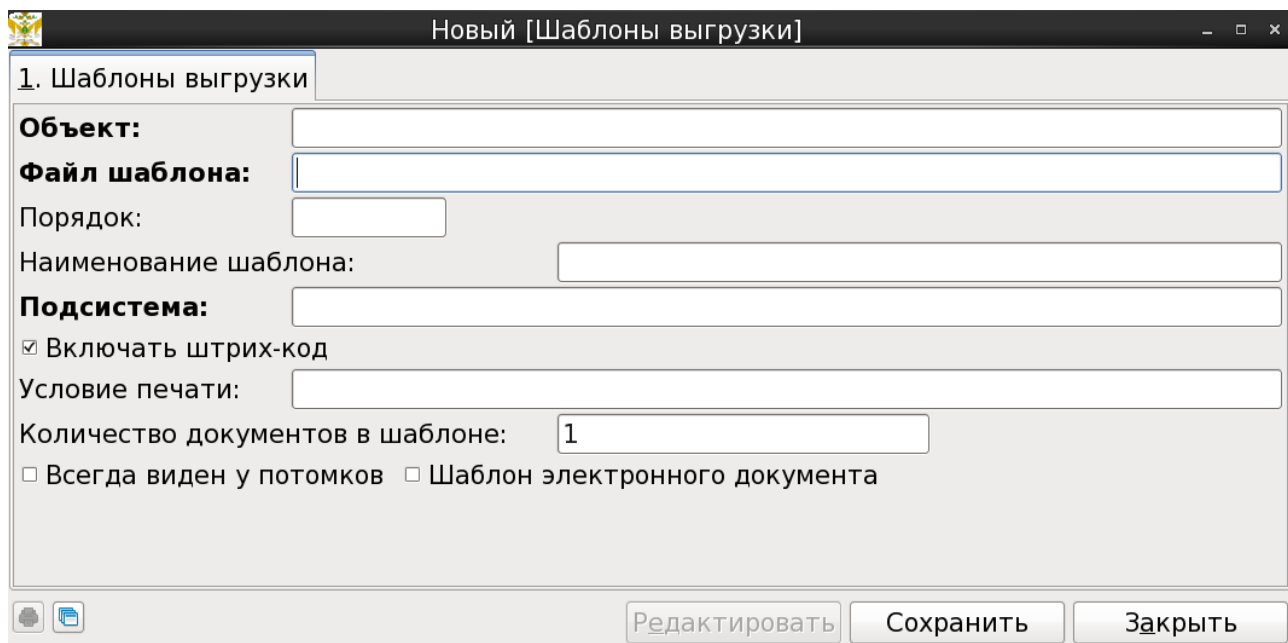 Новый [Шаблоны выгрузки]
1. Шаблоны выгрузки
Объект:
Файл шаблона:
Порядок:
Наименование шаблона:
Подсистема:
Включать штрих-код
Условие печати:
Количество документов в шаблоне: 1
Всегда виден у потомков Шаблон электронного документа
Редактировать Сохранить Закрыть